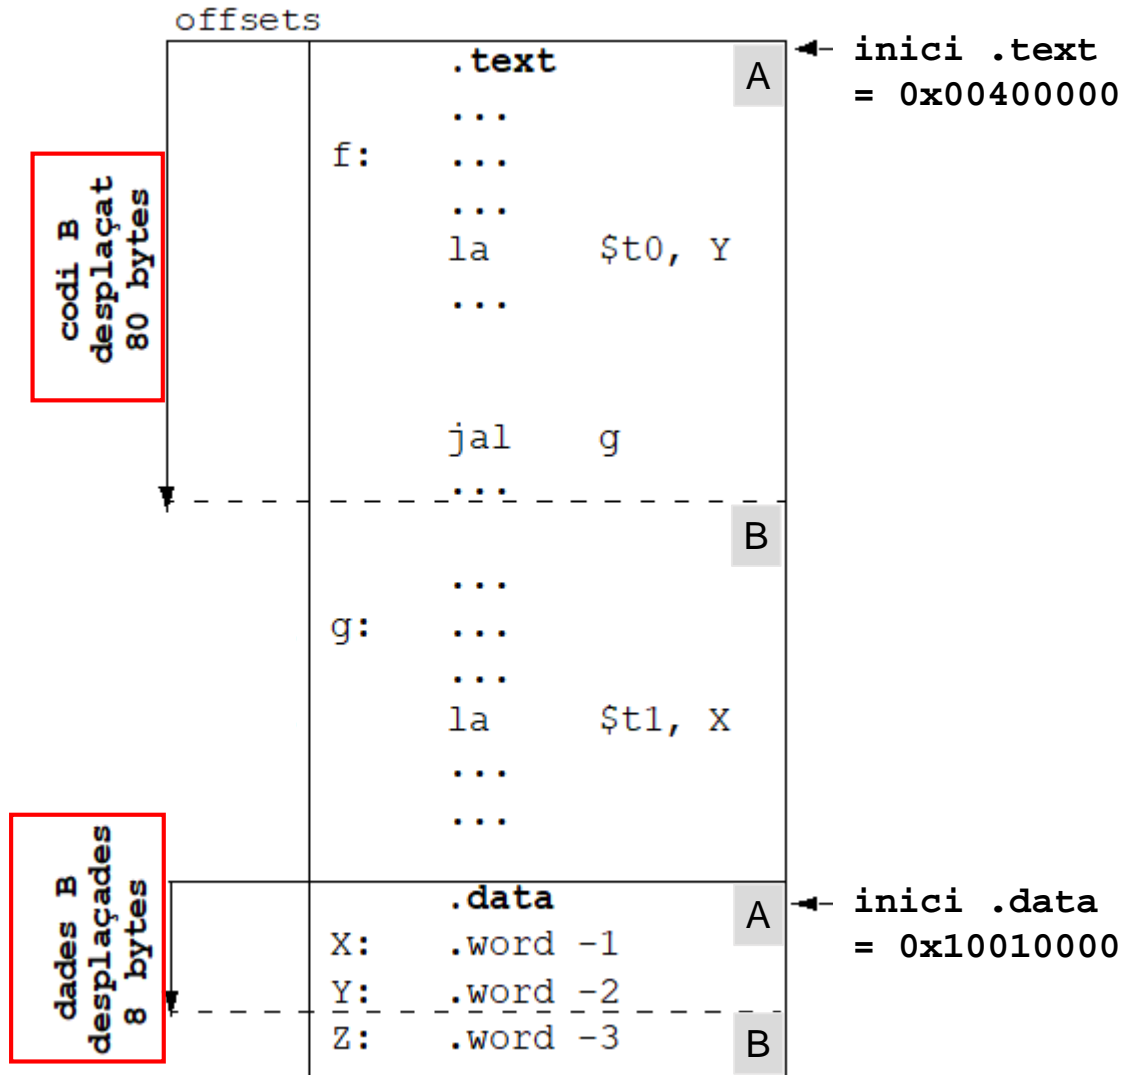 offsets
.text
A
inici .text
= 0x00400000
...
f: ...
...
la $t0, Y
...
codi B
desplaçat
80 bytes
jal g
...
B
...
g: ...
...
la $t1, X
...
...
.data
A
inici .data
= 0x10010000
X: .word -1
Y: .word -2
dades B
desplaçades
8 bytes
Z: .word -3
B